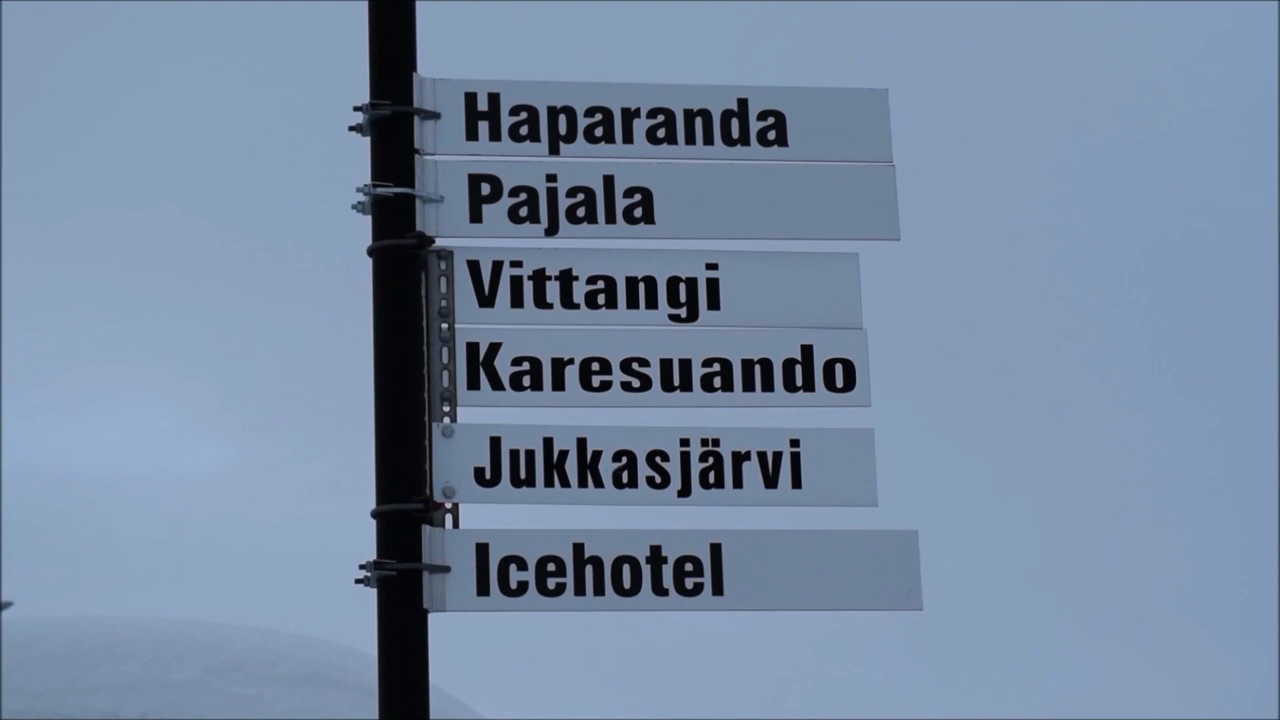 Haparanda
Pajala
Vittangi
Karesuando
Jukkasjärvi
Icehotel